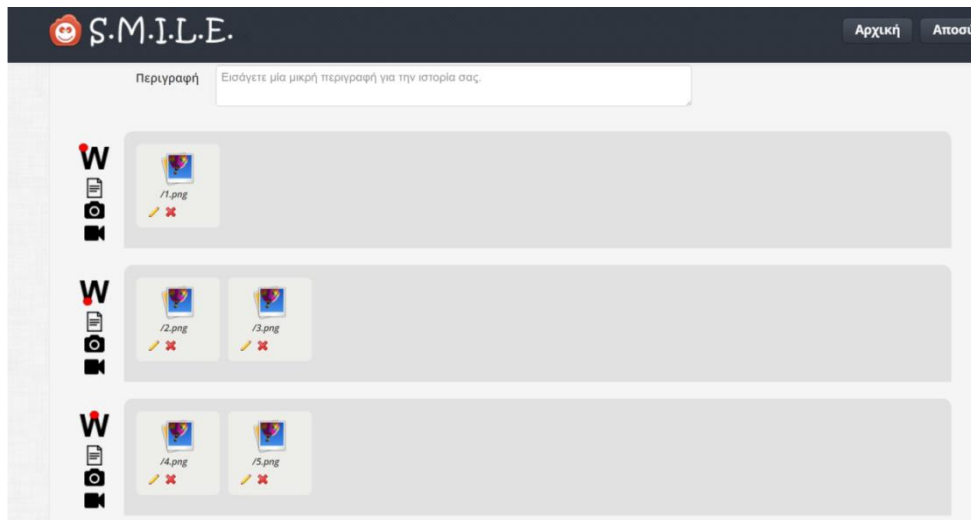 S.M.I.L.E.
Αρχική
Περιγραφή
Εισάγετε μία μικρή περιγραφή για την ιστορία σας.
W
/1.png
W
/2.png /3.png
W
/4.png /5.png